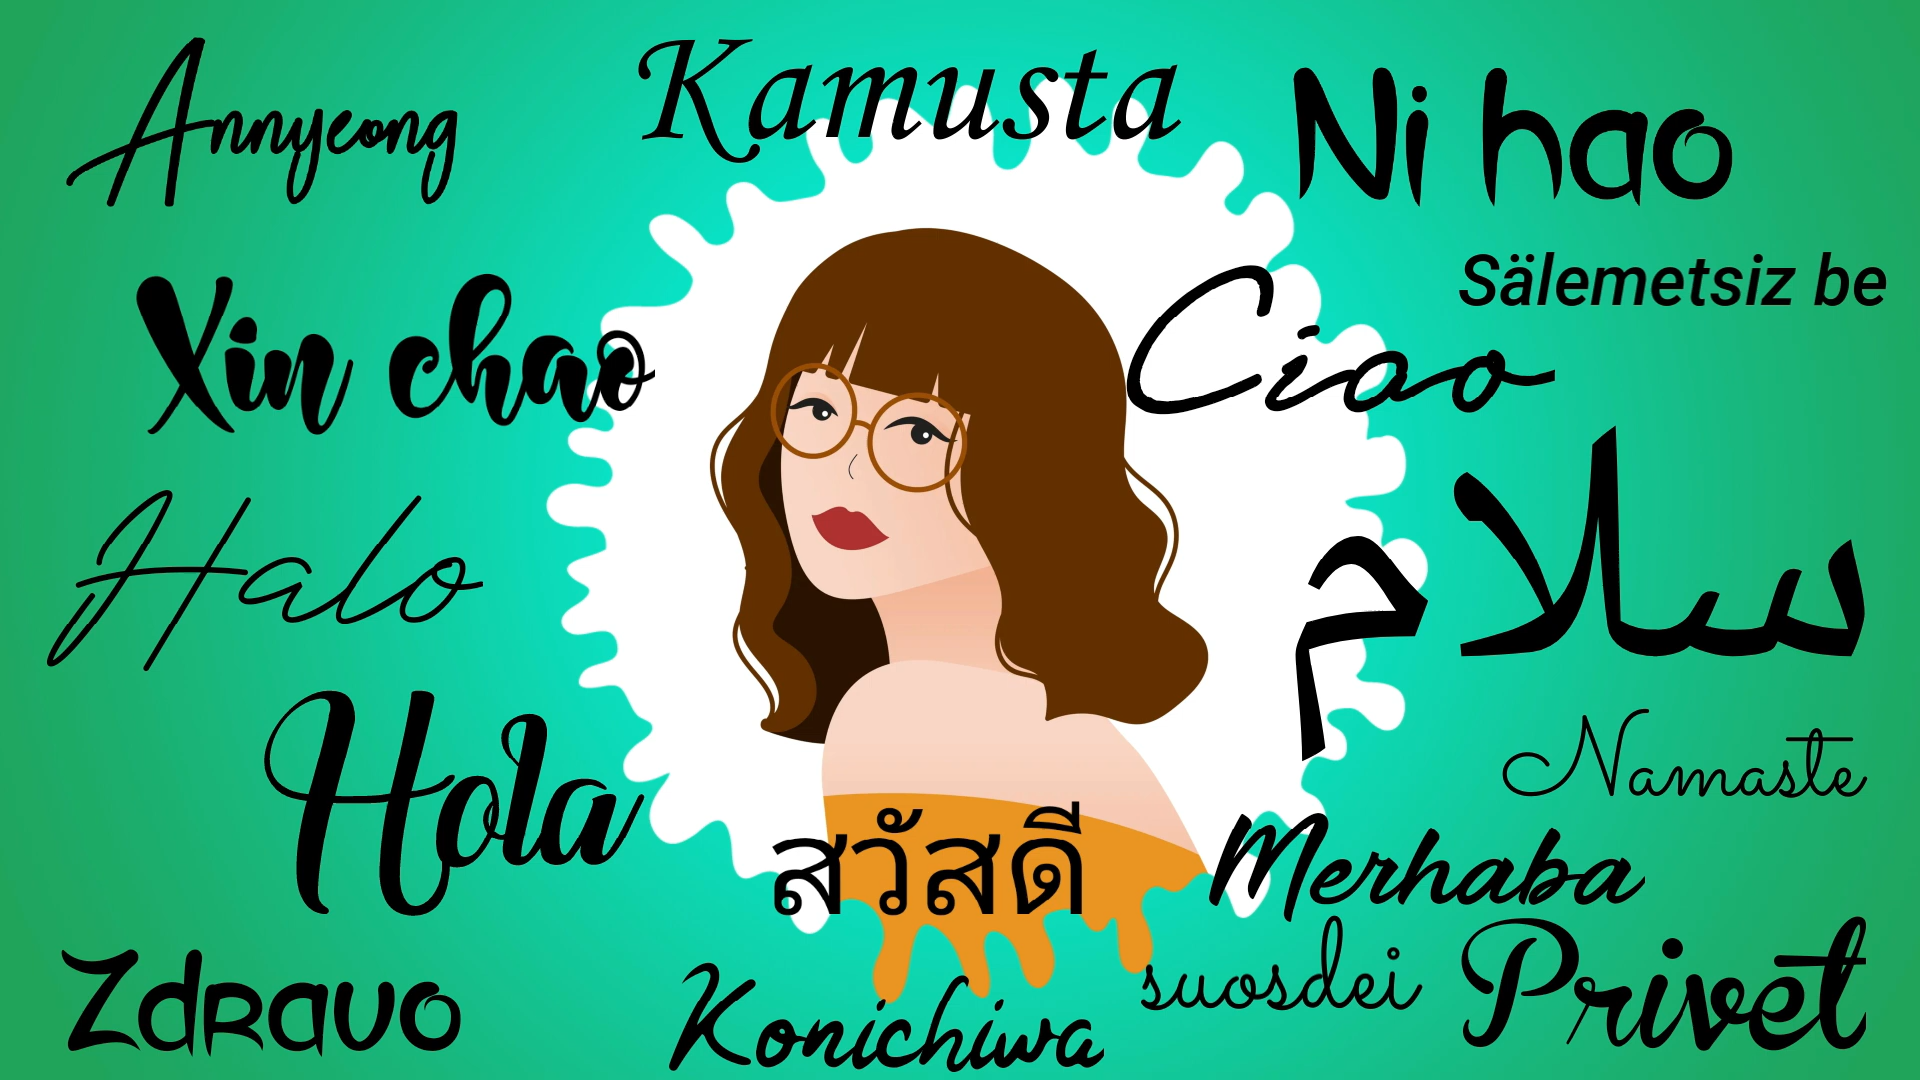 Annyeong
Kamusta
Ni hao
Sälemetsiz be
Xin chao
Ciao
Halo
سلام
Hola
Namaste
สวัสดี
Merhaba
Zdravo
Konichiwa
suosdei
Privet